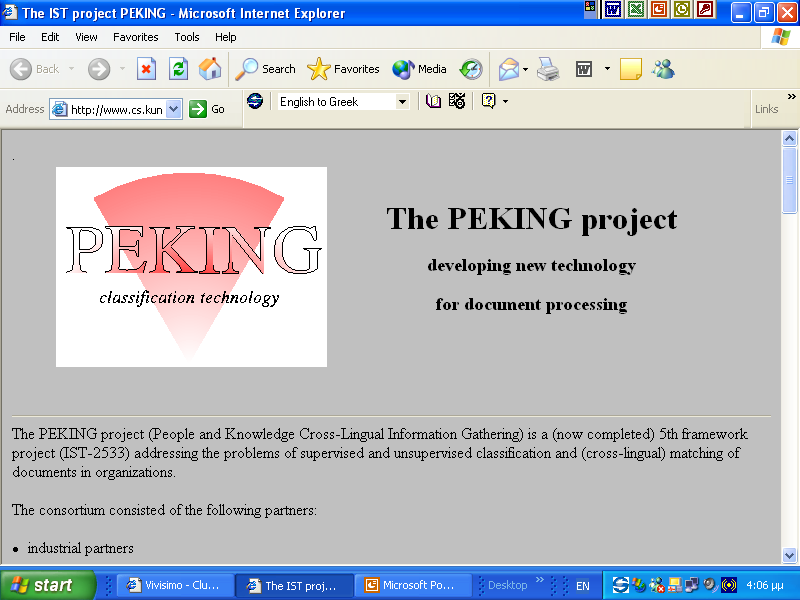 The IST project PEKING - Microsoft Internet Explorer
File Edit View Favorites Tools Help
Back Search Favorites Media
Address http://www.cs.kun Go English to Greek Links
.
PEKING
classification technology
The PEKING project
developing new technology
for document processing
The PEKING project (People and Knowledge Cross-Lingual Information Gathering) is a (now completed) 5th framework
project (IST-2533) addressing the problems of supervised and unsupervised classification and (cross-lingual) matching of
documents in organizations.
The consortium consisted of the following partners:
• industrial partners
start Vivisimo - Clu... The IST proj... Microsoft Po... Desktop EN 4:06 μμ